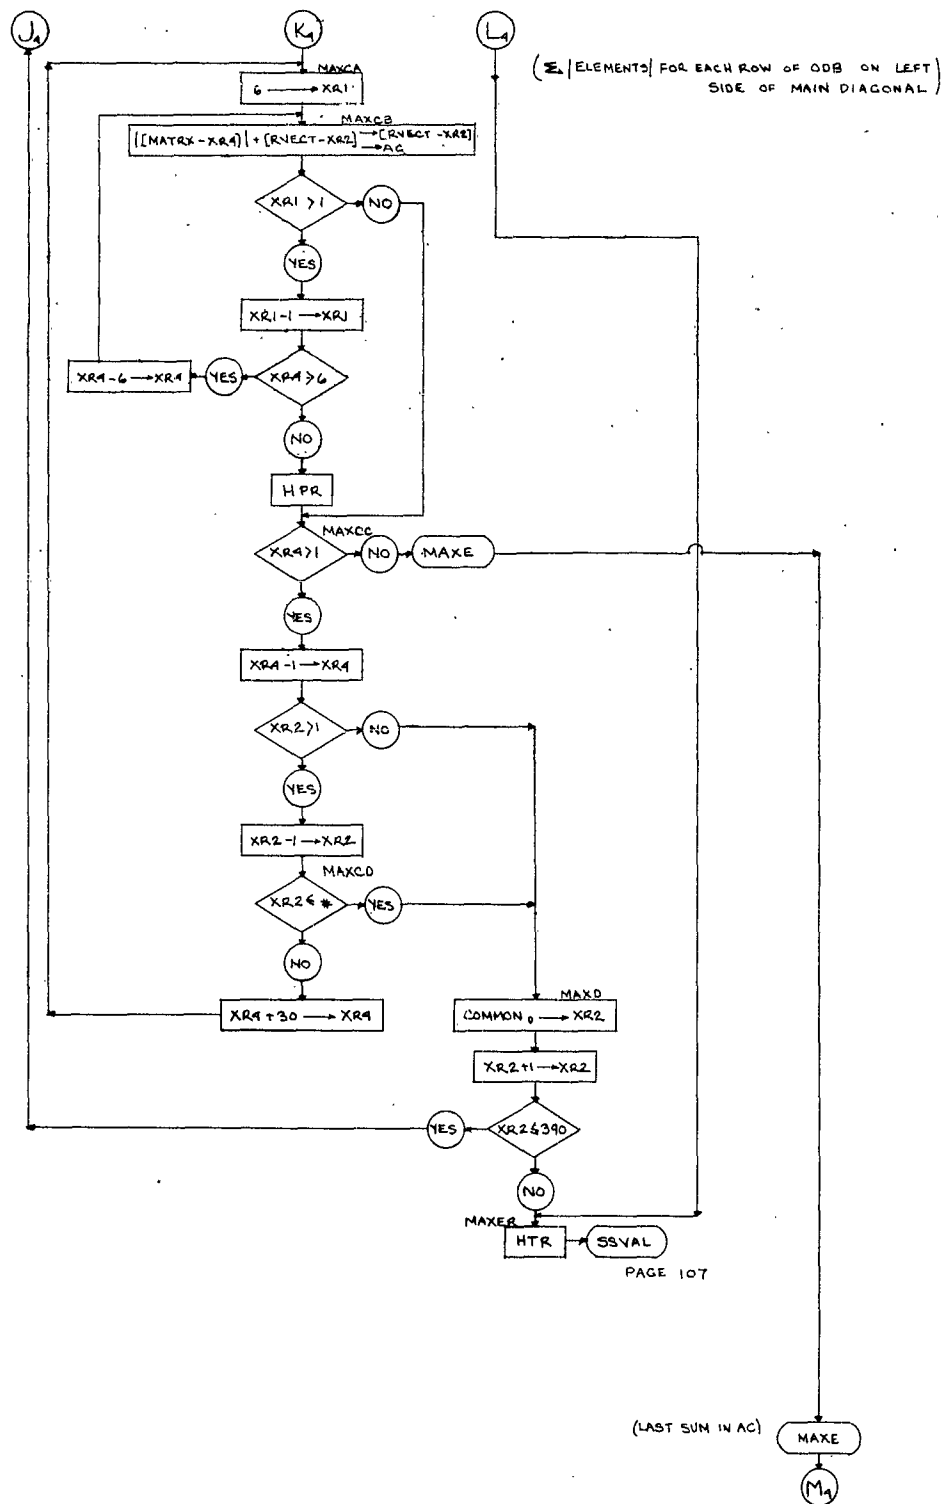 J4
K4
L4
(Σ |ELEMENTS| FOR EACH ROW OF ODB ON LEFT
SIDE OF MAIN DIAGONAL)
MAXCA
6 → XR1
MAXCB
|[MATRX-XR4]| + [RVECT-XR2] → [RVECT-XR2]
→ AC
XR1 > 1
NO
YES
XR1-1 → XR1
XR4 > 6
YES
XR4-6 → XR4
NO
HPR
MAXCC
XR4 > 1
NO
MAXE
YES
XR4-1 → XR4
XR2 > 1
NO
YES
XR2-1 → XR2
MAXCD
XR2 ≤ *
YES
NO
XR4 + 30 → XR4
MAXD
COMMON, → XR2
XR2+1 → XR2
XR2 ≤ 390
YES
NO
MAXER
HTR
SSVAL
PAGE 107
(LAST SUM IN AC)
MAXE
M4